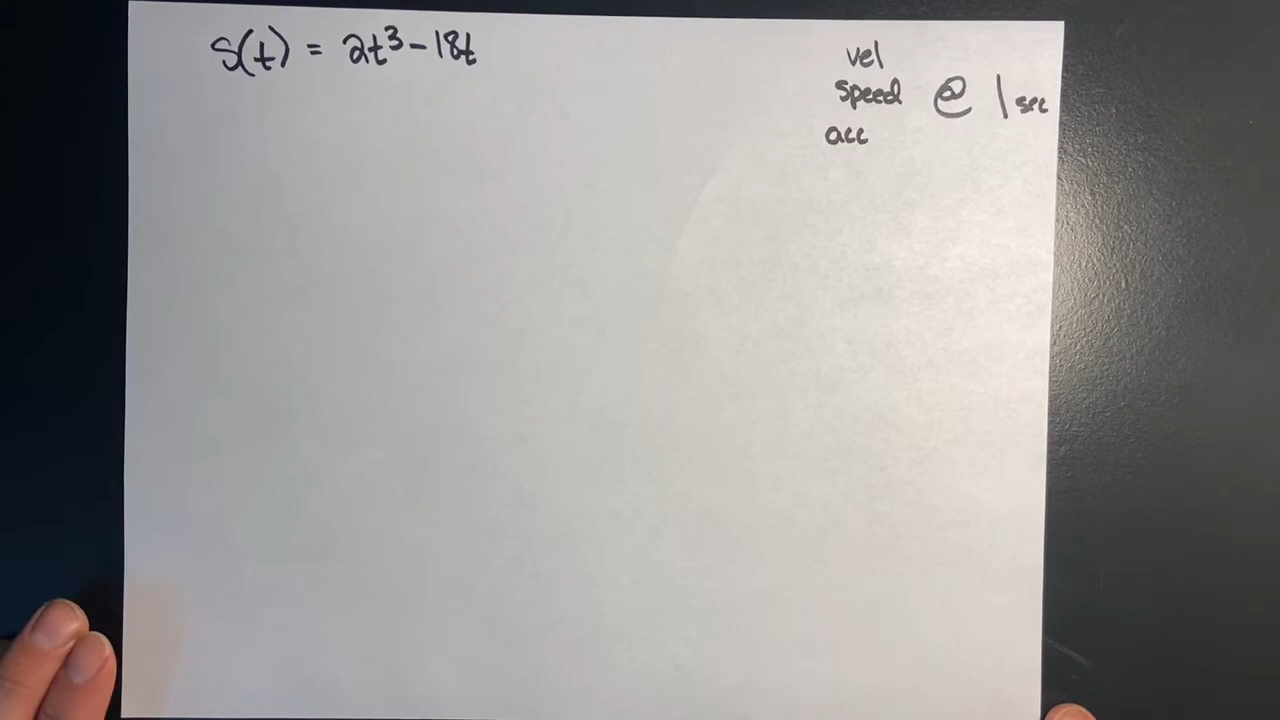 s(t) = 2t³ - 18t
vel
speed @ 1 sec
acc